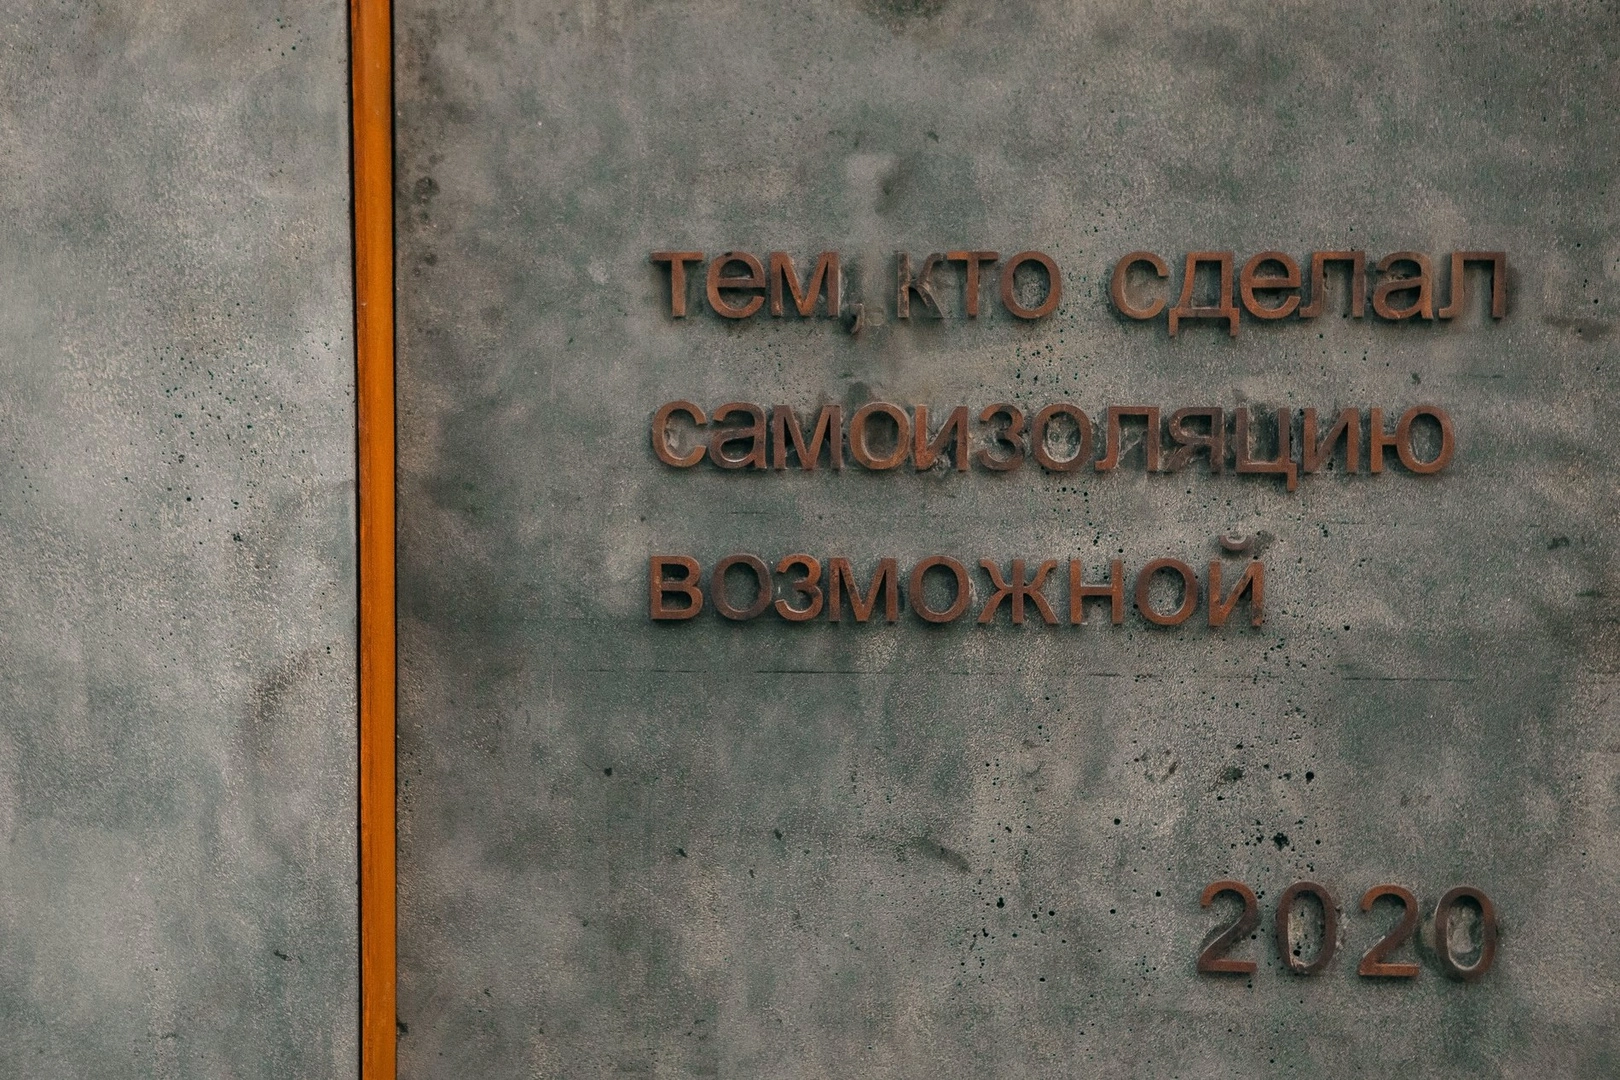 тем, кто сделал
самоизоляцию
возможной
2020